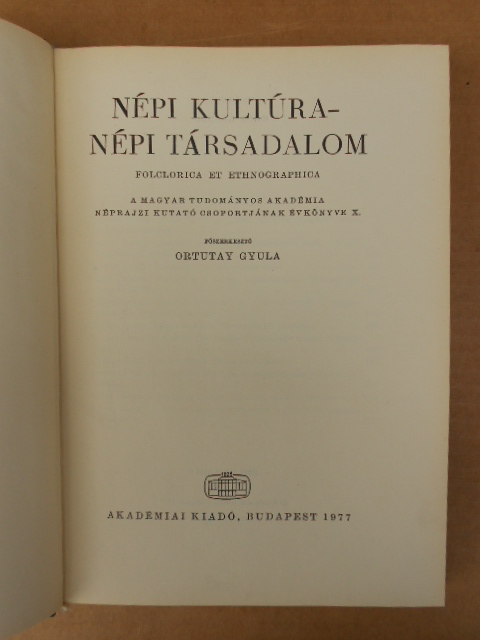 NÉPI KULTÚRA–
NÉPI TÁRSADALOM
FOLCLORICA ET ETHNOGRAPHICA
A MAGYAR TUDOMÁNYOS AKADÉMIA
NÉPRAJZI KUTATÓ CSOPORTJÁNAK ÉVKÖNYVE X.
FŐSZERKESZTŐ
ORTUTAY GYULA
1828
AKADÉMIAI KIADÓ, BUDAPEST 1977